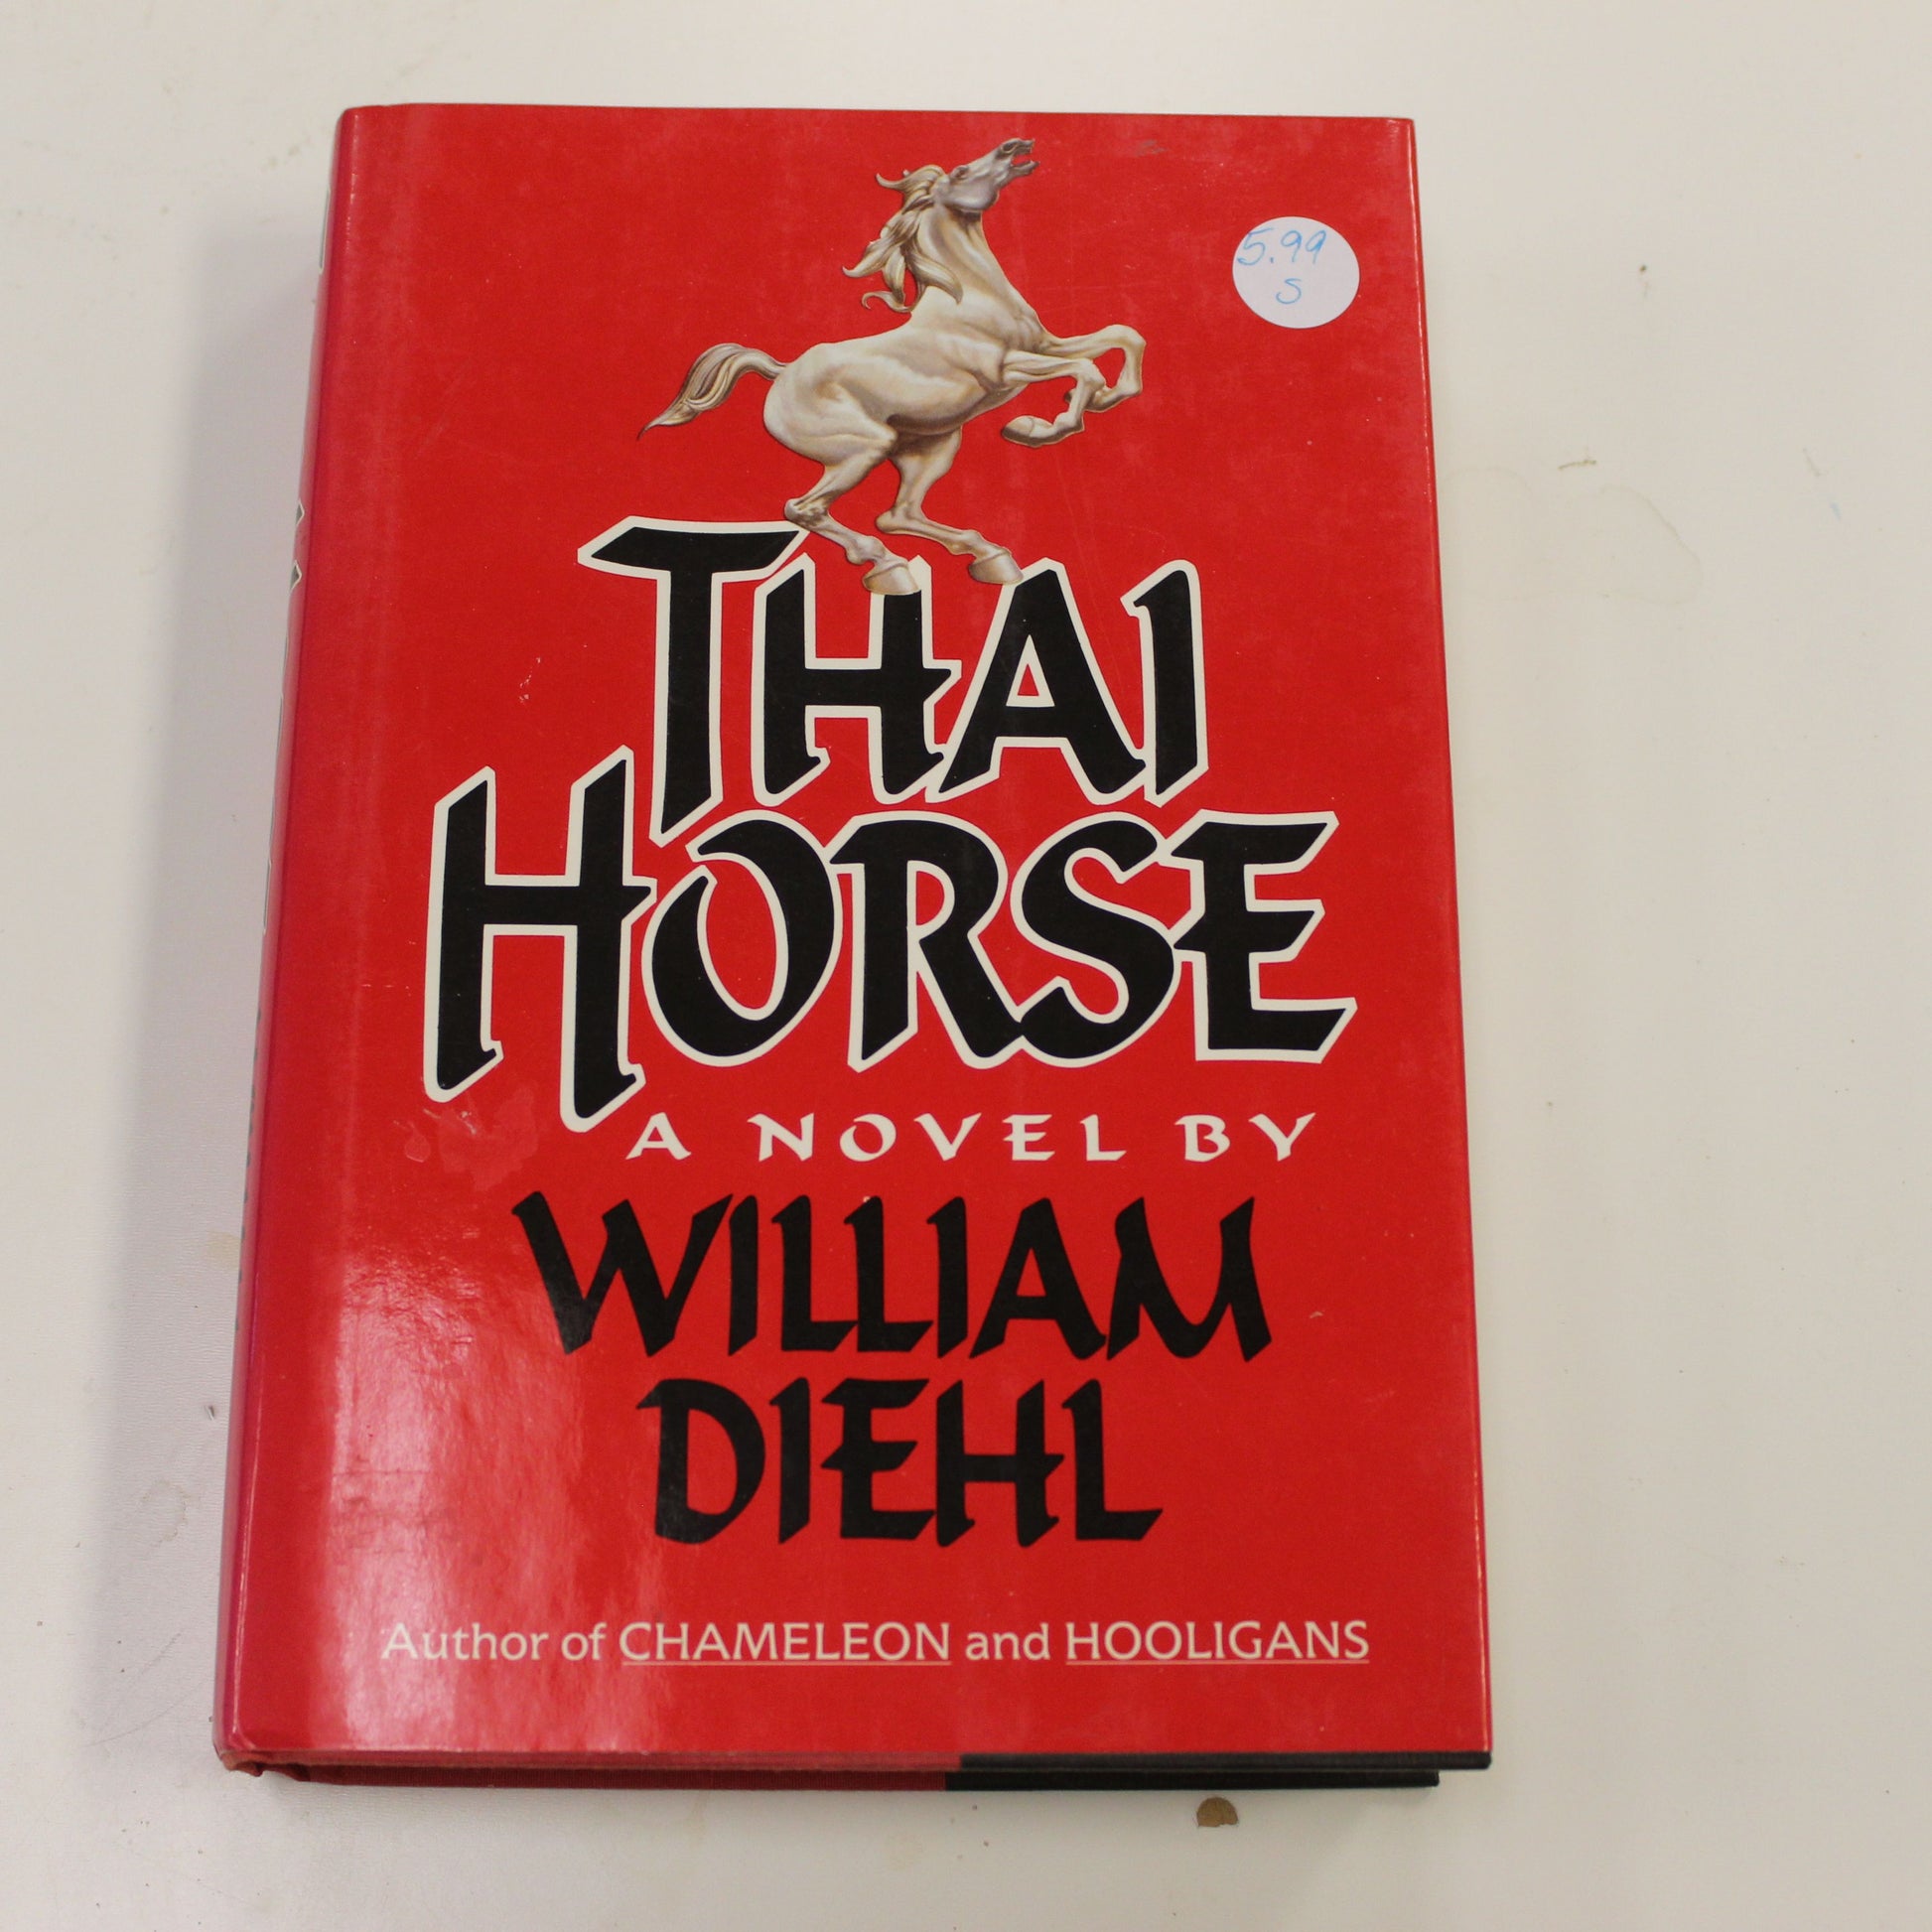 5.99
S
THAI
HORSE
A NOVEL BY
WILLIAM
DIEHL
Author of CHAMELEON and HOOLIGANS